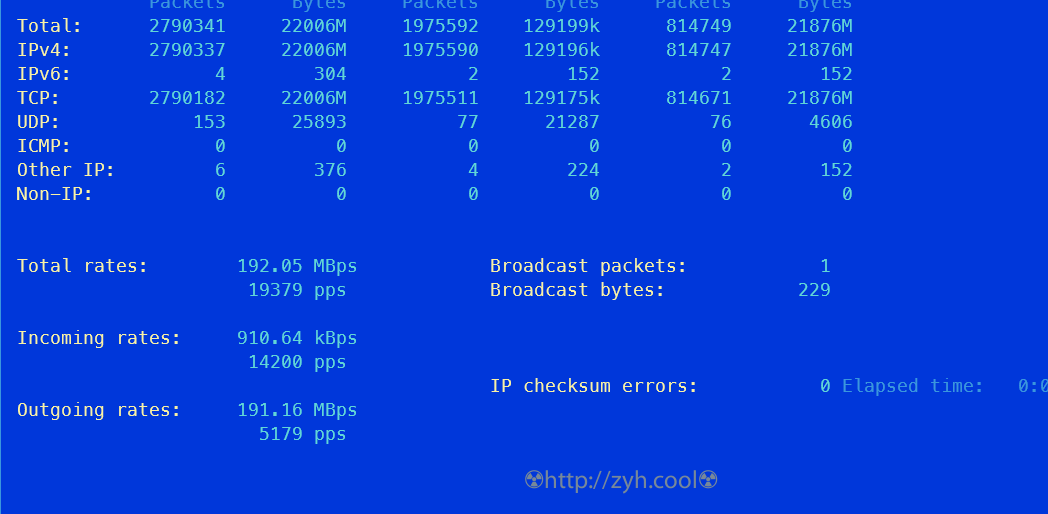 Packets Bytes Packets Bytes Packets Bytes
Total: 2790341 22006M 1975592 129199k 814749 21876M
IPv4: 2790337 22006M 1975590 129196k 814747 21876M
IPv6: 4 304 2 152 2 152
TCP: 2790182 22006M 1975511 129175k 814671 21876M
UDP: 153 25893 77 21287 76 4606
ICMP: 0 0 0 0 0 0
Other IP: 6 376 4 224 2 152
Non-IP: 0 0 0 0 0 0
Total rates: 192.05 MBps Broadcast packets: 1
19379 pps Broadcast bytes: 229
Incoming rates: 910.64 kBps
14200 pps
IP checksum errors: 0 Elapsed time: 0:0
Outgoing rates: 191.16 MBps
5179 pps
☢http://zyh.cool☢